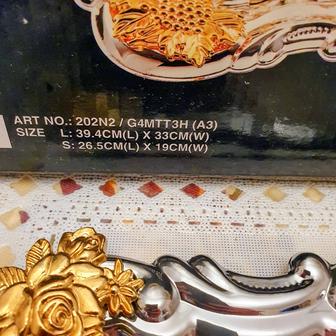 ART NO.: 202N2 / G4MTT3H (A3)
SIZE L: 39.4CM(L) X 33CM(W)
S: 26.5CM(L) X 19CM(W)